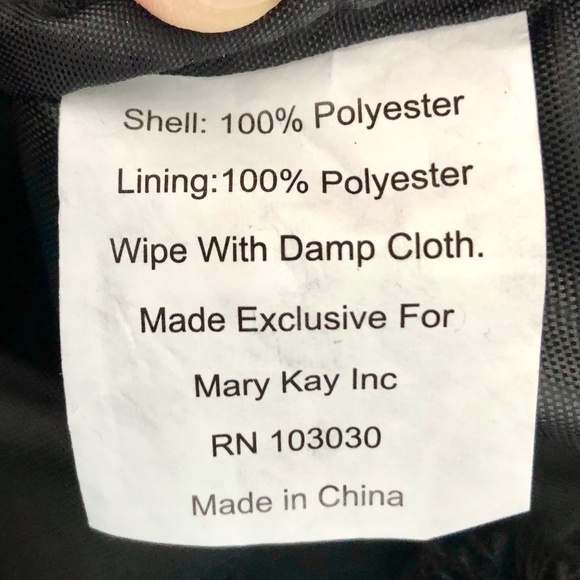 Shell: 100% Polyester
Lining:100% Polyester
Wipe With Damp Cloth.
Made Exclusive For
Mary Kay Inc
RN 103030
Made in China